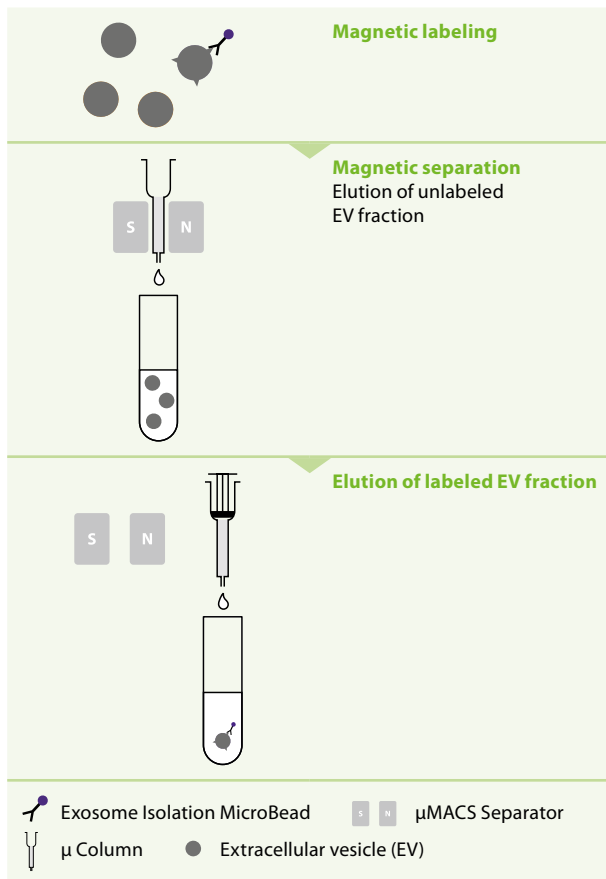 Magnetic labeling
Magnetic separation
Elution of unlabeled
EV fraction
S N
Elution of labeled EV fraction
S N
Exosome Isolation MicroBead
S N μMACS Separator
μ Column
Extracellular vesicle (EV)